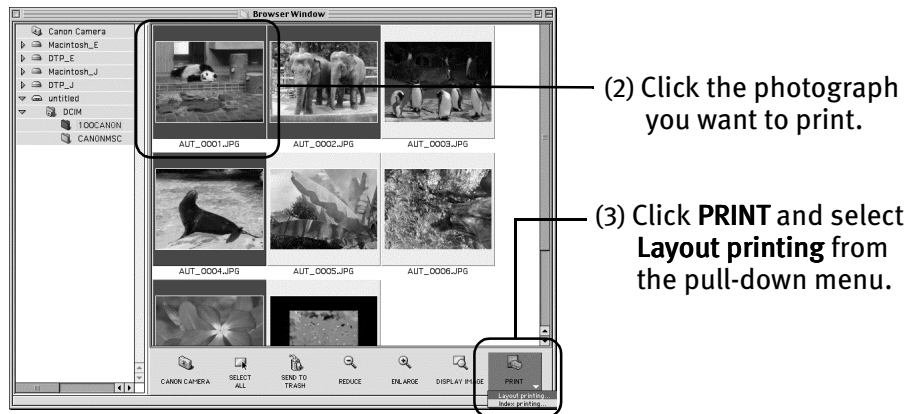 Browser Window
Canon Camera
Macintosh_E
DTP_E
Macintosh_J
DTP_J
untitled
DCIM
100CANON
CANONMSC
AUT_0001.JPG
AUT_0002.JPG
AUT_0003.JPG
AUT_0004.JPG
AUT_0005.JPG
AUT_0006.JPG
CANON CAMERA
SELECT
ALL
SEND TO
TRASH
REDUCE
ENLARGE
DISPLAY IMAGE
PRINT
Layout printing...
Index printing...
(2) Click the photograph
you want to print.
(3) Click PRINT and select
Layout printing from
the pull-down menu.